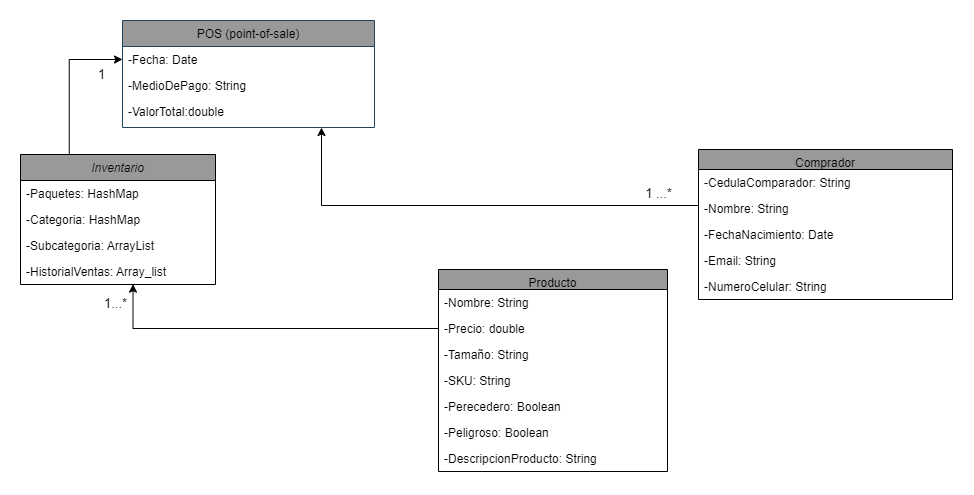 POS (point-of-sale)
-Fecha: Date
-MedioDePago: String
-ValorTotal:double
1
Inventario
-Paquetes: HashMap
-Categoria: HashMap
-Subcategoria: ArrayList
-HistorialVentas: Array_list
1...*
1 ...*
Comprador
-CedulaComparador: String
-Nombre: String
-FechaNacimiento: Date
-Email: String
-NumeroCelular: String
Producto
-Nombre: String
-Precio: double
-Tamaño: String
-SKU: String
-Perecedero: Boolean
-Peligroso: Boolean
-DescripcionProducto: String